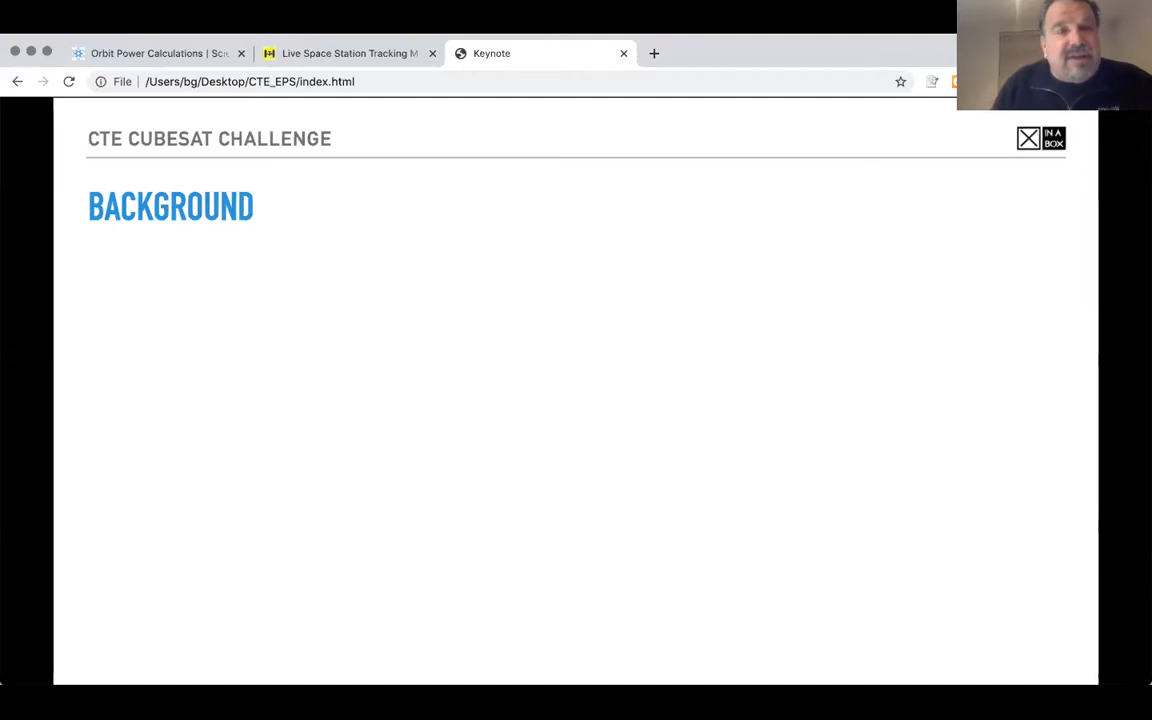 Orbit Power Calculations | Sci
Live Space Station Tracking M
Keynote
File
/Users/bg/Desktop/CTE_EPS/index.html
CTE CUBESAT CHALLENGE
IN A
BOX
BACKGROUND